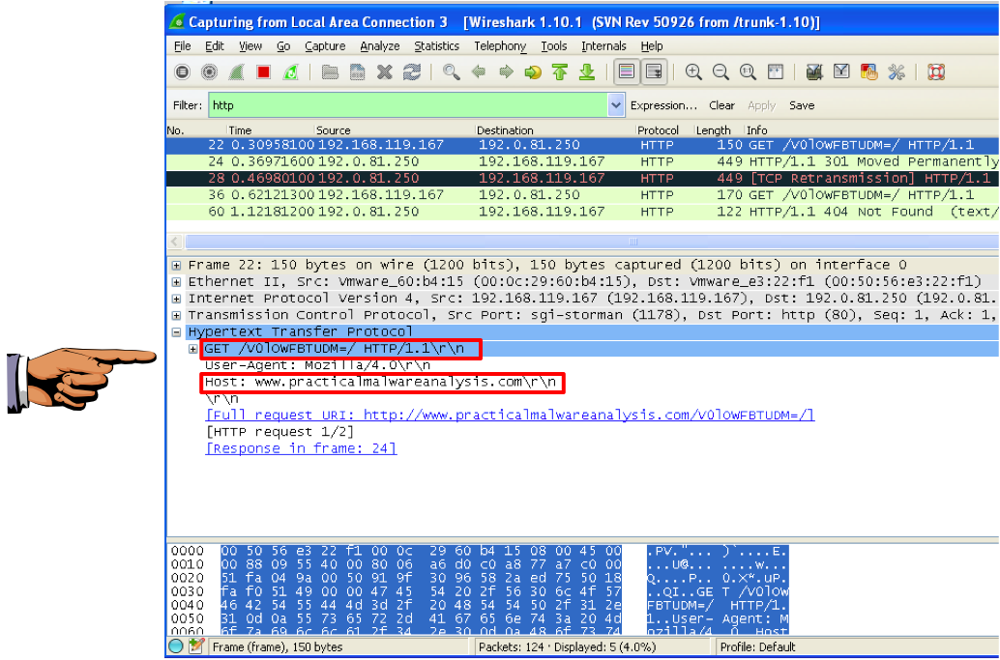 Capturing from Local Area Connection 3 [Wireshark 1.10.1 (SVN Rev 50926 from /trunk-1.10)]
File Edit View Go Capture Analyze Statistics Telephony Tools Internals Help
Filter: http Expression... Clear Apply Save
No. Time Source Destination Protocol Length Info
22 0.30958100 192.168.119.167 192.0.81.250 HTTP 150 GET /V0lOWFBTUDM=/ HTTP/1.1
24 0.36971600 192.0.81.250 192.168.119.167 HTTP 449 HTTP/1.1 301 Moved Permanently
28 0.46980100 192.0.81.250 192.168.119.167 HTTP 449 [TCP Retransmission] HTTP/1.1
36 0.62121300 192.168.119.167 192.0.81.250 HTTP 170 GET /V0lOWFBTUDM=/ HTTP/1.1
60 1.12181200 192.0.81.250 192.168.119.167 HTTP 122 HTTP/1.1 404 Not Found (text/
Frame 22: 150 bytes on wire (1200 bits), 150 bytes captured (1200 bits) on interface 0
Ethernet II, Src: Vmware_60:b4:15 (00:0c:29:60:b4:15), Dst: Vmware_e3:22:f1 (00:50:56:e3:22:f1)
Internet Protocol Version 4, Src: 192.168.119.167 (192.168.119.167), Dst: 192.0.81.250 (192.0.81.
Transmission Control Protocol, Src Port: sgi-storman (1178), Dst Port: http (80), Seq: 1, Ack: 1,
Hypertext Transfer Protocol
GET /V0lOWFBTUDM=/ HTTP/1.1\r\n
User-Agent: Mozilla/4.0\r\n
Host: www.practicalmalwareanalysis.com\r\n
\r\n
[Full request URI: http://www.practicalmalwareanalysis.com/V0lOWFBTUDM=/]
[HTTP request 1/2]
[Response in frame: 24]
0000 00 50 56 e3 22 f1 00 0c 29 60 b4 15 08 00 45 00 .PV."... )`....E.
0010 00 88 09 55 40 00 80 06 a6 d0 c0 a8 77 a7 c0 00 ...U@... ....w...
0020 51 fa 04 9a 00 50 91 9f 30 96 58 2a ed 75 50 18 Q....P.. 0.X*.uP.
0030 fa f0 51 49 00 00 47 45 54 20 2f 56 30 6c 4f 57 ..QI..GE T /V0lOW
0040 46 42 54 55 44 4d 3d 2f 20 48 54 54 50 2f 31 2e FBTUDM=/ HTTP/1.
0050 31 0d 0a 55 73 65 72 2d 41 67 65 6e 74 3a 20 4d 1..User- Agent: M
0060 6f 7a 69 6c 6c 61 2f 34 2e 30 0d 0a 48 6f 73 74 ozilla/4 .0..Host
Frame (frame), 150 bytes Packets: 124 · Displayed: 5 (4.0%) Profile: Default